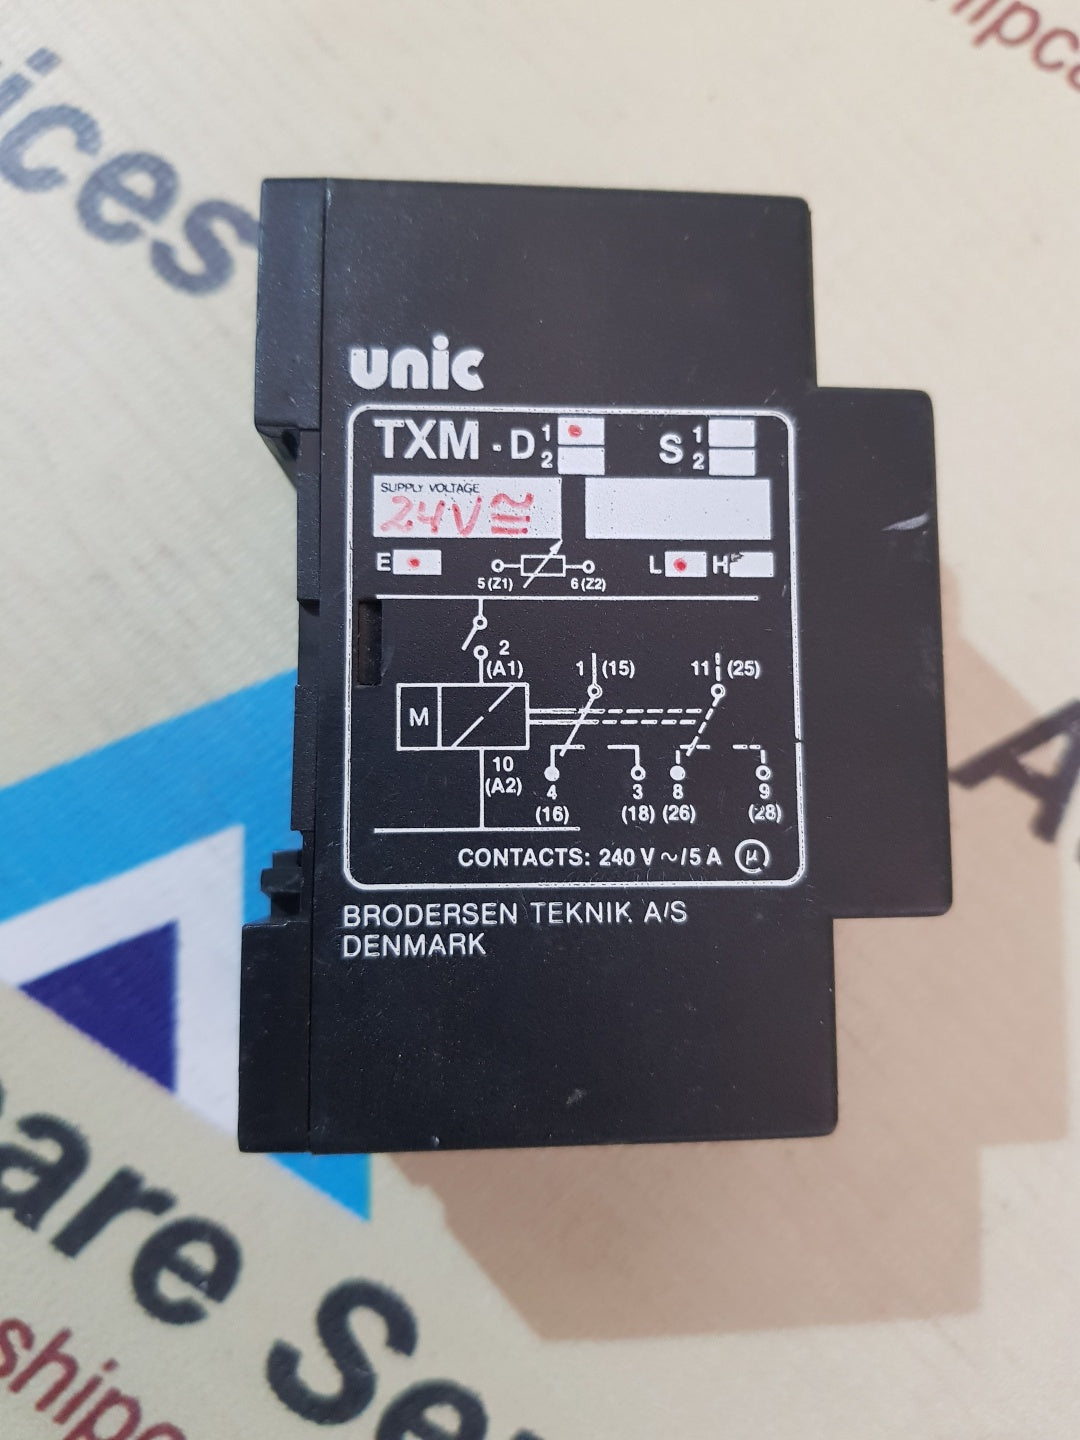 ices
shipca
unic
TXM - D 1 S 1
2 2
SUPPLY VOLTAGE
24V≅
E L H
5 (Z1) 6 (Z2)
2
(A1)
1 (15) 11 (25)
M
10
(A2)
4 3 8 9
(16) (18) (26) (28)
CONTACTS: 240 V ~/5 A µ
BRODERSEN TEKNIK A/S
DENMARK
A
are Se
shipc